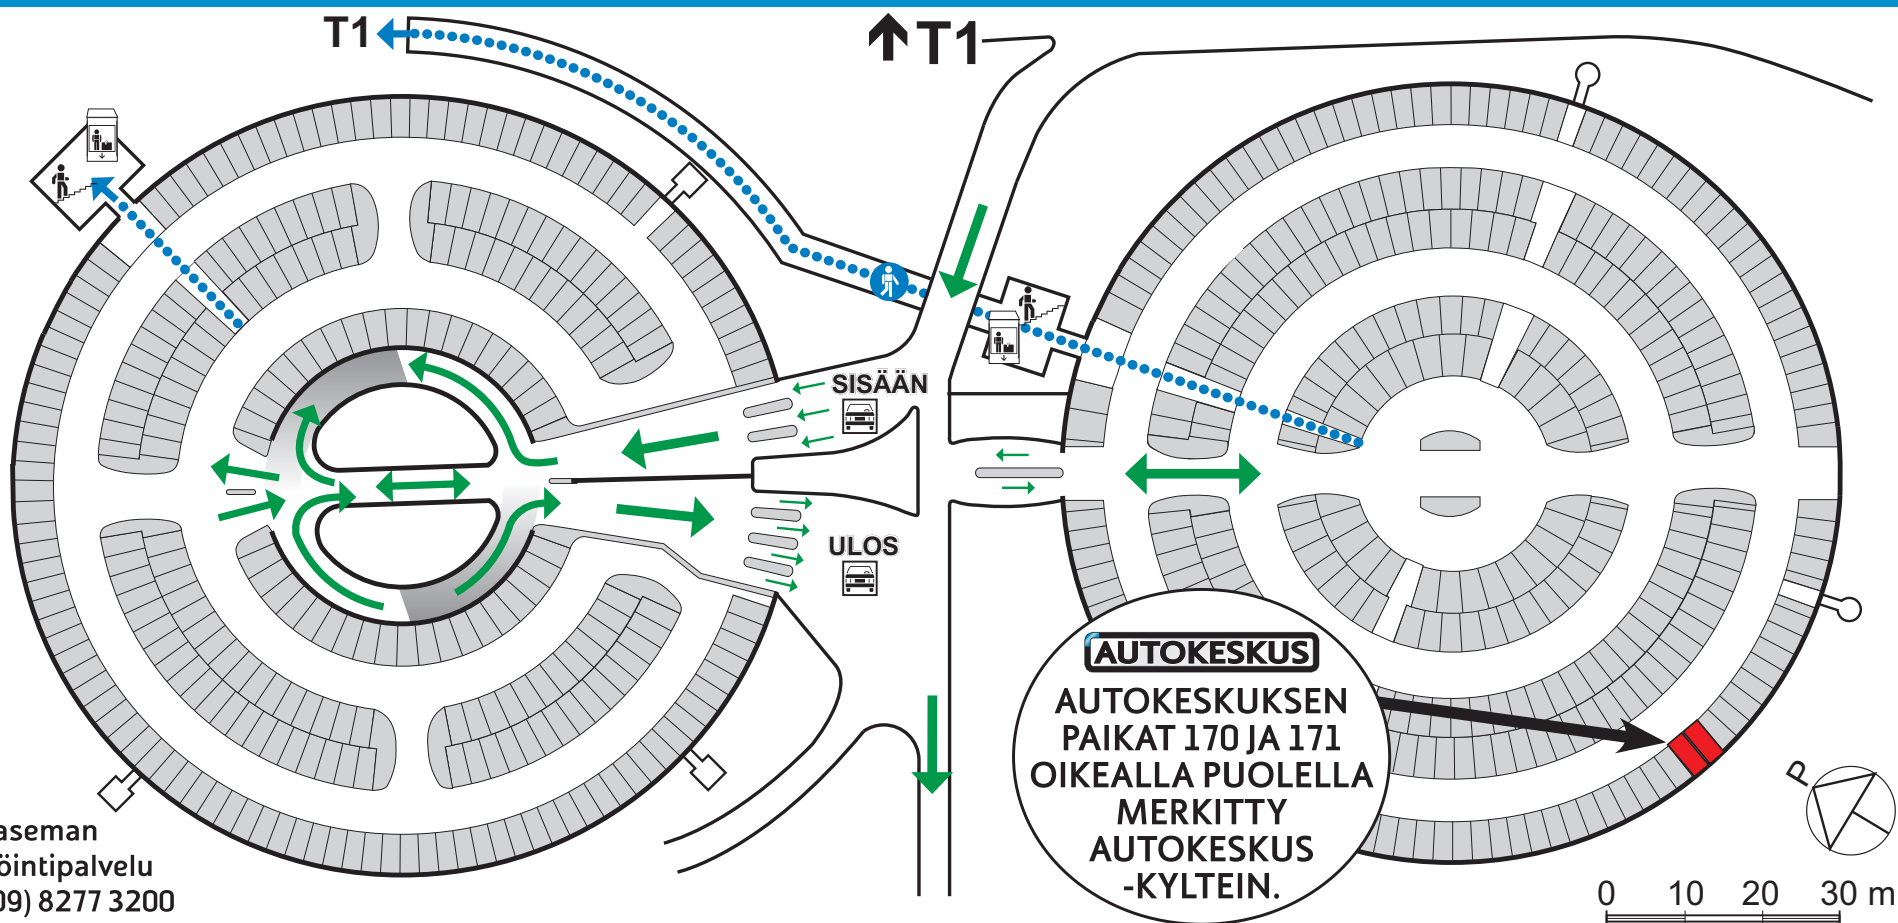 T1
T1
SISÄÄN
ULOS
AUTOKESKUS
AUTOKESKUKSEN
PAIKAT 170 JA 171
OIKEALLA PUOLELLA
MERKITTY
AUTOKESKUS
-KYLTEIN.
P
aseman
öintipalvelu
09) 8277 3200
0 10 20 30 m